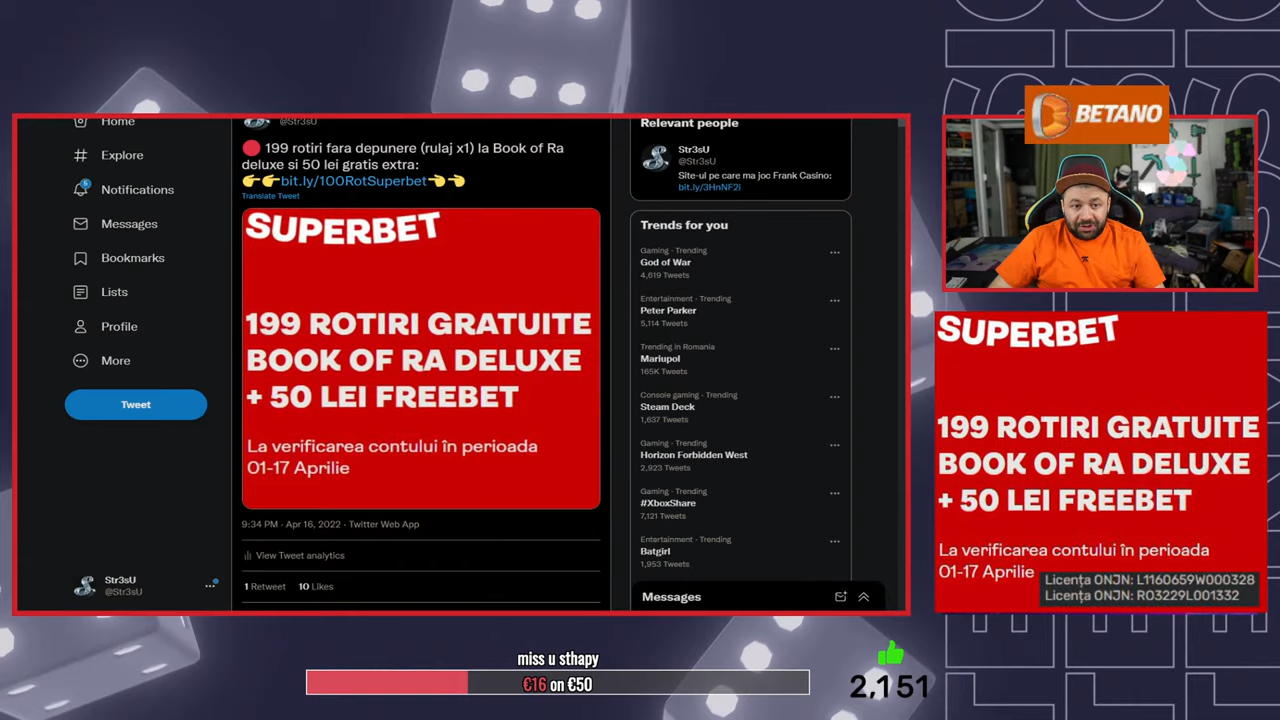 Home
Explore
5
Notifications
Messages
Bookmarks
Lists
Profile
More
Tweet
Str3sU
@Str3sU
@Str3sU
199 rotiri fara depunere (rulaj x1) la Book of Ra
deluxe si 50 lei gratis extra:
bit.ly/100RotSuperbet
Translate Tweet
SUPERBET
199 ROTIRI GRATUITE
BOOK OF RA DELUXE
+ 50 LEI FREEBET
La verificarea contului în perioada
01-17 Aprilie
9:34 PM · Apr 16, 2022 · Twitter Web App
View Tweet analytics
1 Retweet 10 Likes
Relevant people
Str3sU
@Str3sU
Site-ul pe care ma joc Frank Casino:
bit.ly/3HnNF2i
Trends for you
Gaming · Trending
God of War
4,619 Tweets
Entertainment · Trending
Peter Parker
5,114 Tweets
Trending in Romania
Mariupol
165K Tweets
Console gaming · Trending
Steam Deck
1,637 Tweets
Gaming · Trending
Horizon Forbidden West
2,923 Tweets
Gaming · Trending
#XboxShare
7,121 Tweets
Entertainment · Trending
Batgirl
1,953 Tweets
Messages
BETANO
SUPERBET
199 ROTIRI GRATUITE
BOOK OF RA DELUXE
+ 50 LEI FREEBET
La verificarea contului în perioada
01-17 Aprilie
Licența ONJN: L1160659W000328
Licența ONJN: R03229L001332
miss u sthapy
€16 on €50
2,151